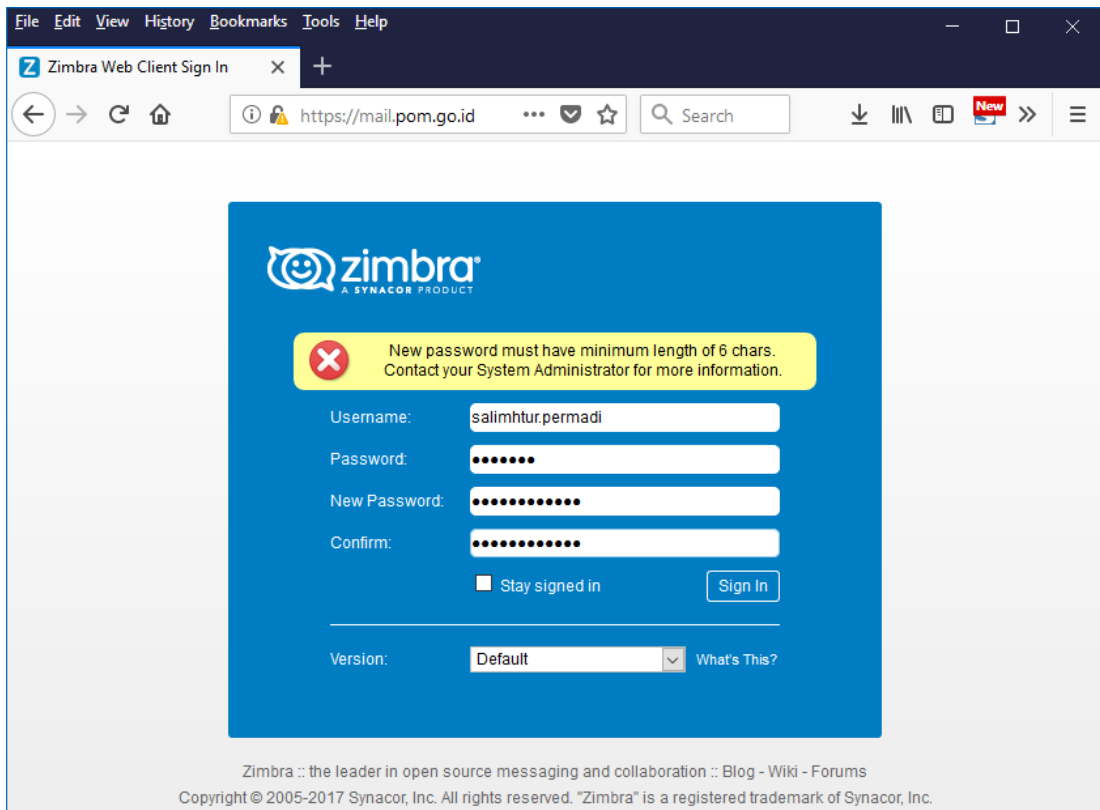 File Edit View History Bookmarks Tools Help
Z Zimbra Web Client Sign In
https://mail.pom.go.id
Search
New
zimbra®
A SYNACOR PRODUCT
New password must have minimum length of 6 chars.
Contact your System Administrator for more information.
Username: salimhtur.permadi
Password: •••••••
New Password: ••••••••••••
Confirm: ••••••••••••
Stay signed in Sign In
Version: Default What's This?
Zimbra :: the leader in open source messaging and collaboration :: Blog - Wiki - Forums
Copyright © 2005-2017 Synacor, Inc. All rights reserved. "Zimbra" is a registered trademark of Synacor, Inc.